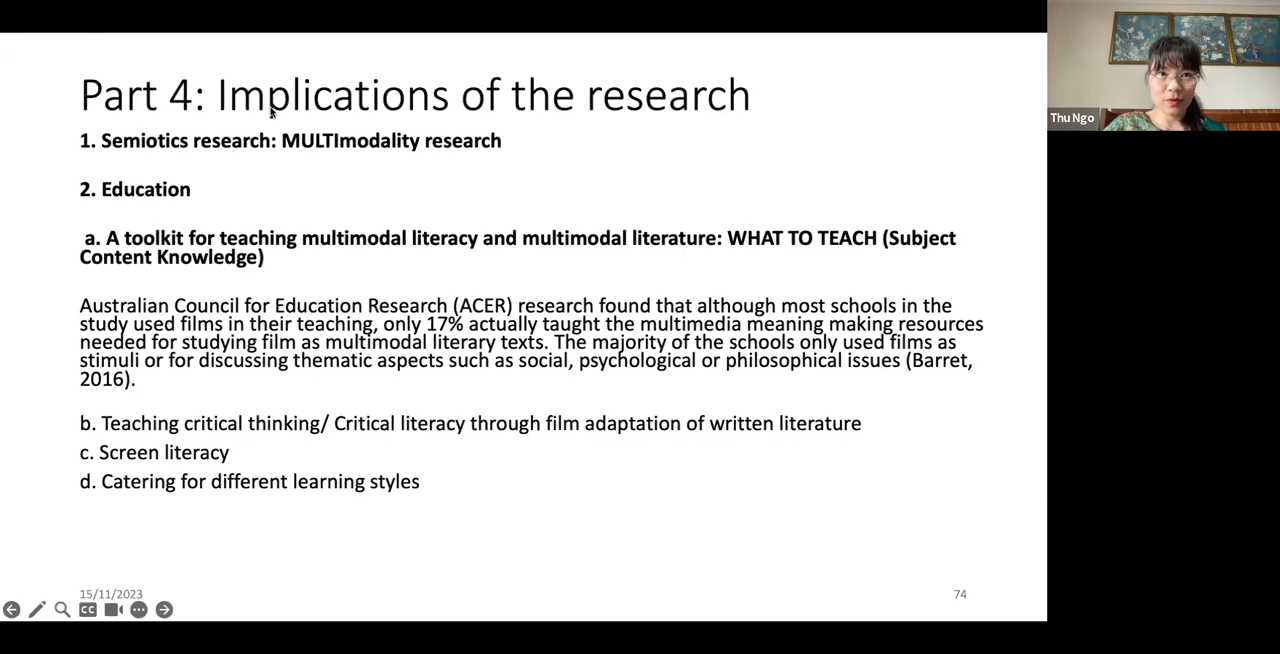 Part 4: Implications of the research
1. Semiotics research: MULTImodality research
2. Education
a. A toolkit for teaching multimodal literacy and multimodal literature: WHAT TO TEACH (Subject
Content Knowledge)
Australian Council for Education Research (ACER) research found that although most schools in the
study used films in their teaching, only 17% actually taught the multimedia meaning making resources
needed for studying film as multimodal literary texts. The majority of the schools only used films as
stimuli or for discussing thematic aspects such as social, psychological or philosophical issues (Barret,
2016).
b. Teaching critical thinking/ Critical literacy through film adaptation of written literature
c. Screen literacy
d. Catering for different learning styles
15/11/2023
74
CC
Thu Ngo